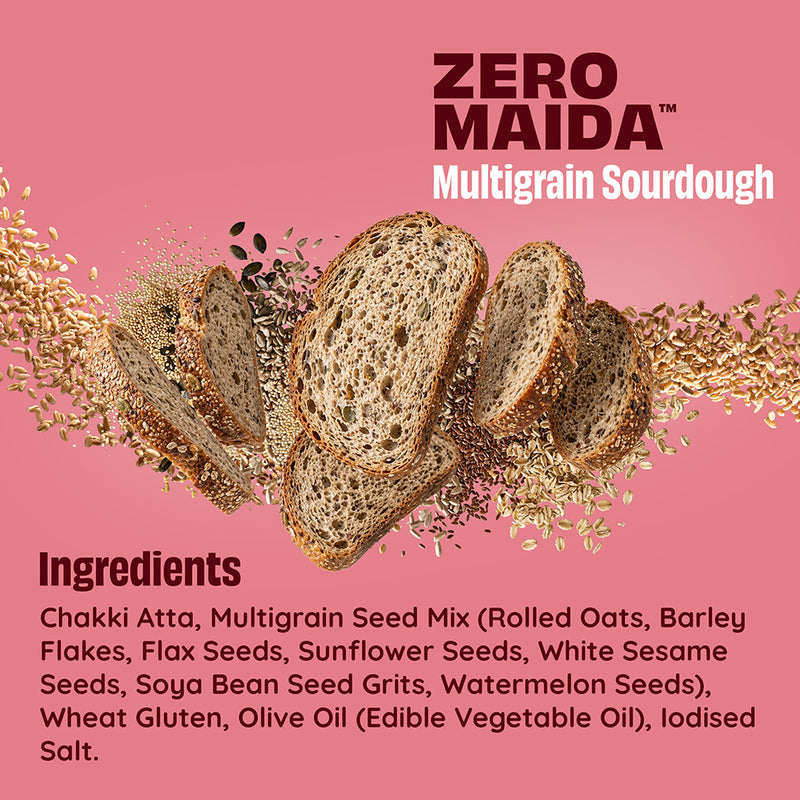 ZERO
MAIDA™
Multigrain Sourdough
Ingredients
Chakki Atta, Multigrain Seed Mix (Rolled Oats, Barley
Flakes, Flax Seeds, Sunflower Seeds, White Sesame
Seeds, Soya Bean Seed Grits, Watermelon Seeds),
Wheat Gluten, Olive Oil (Edible Vegetable Oil), Iodised
Salt.